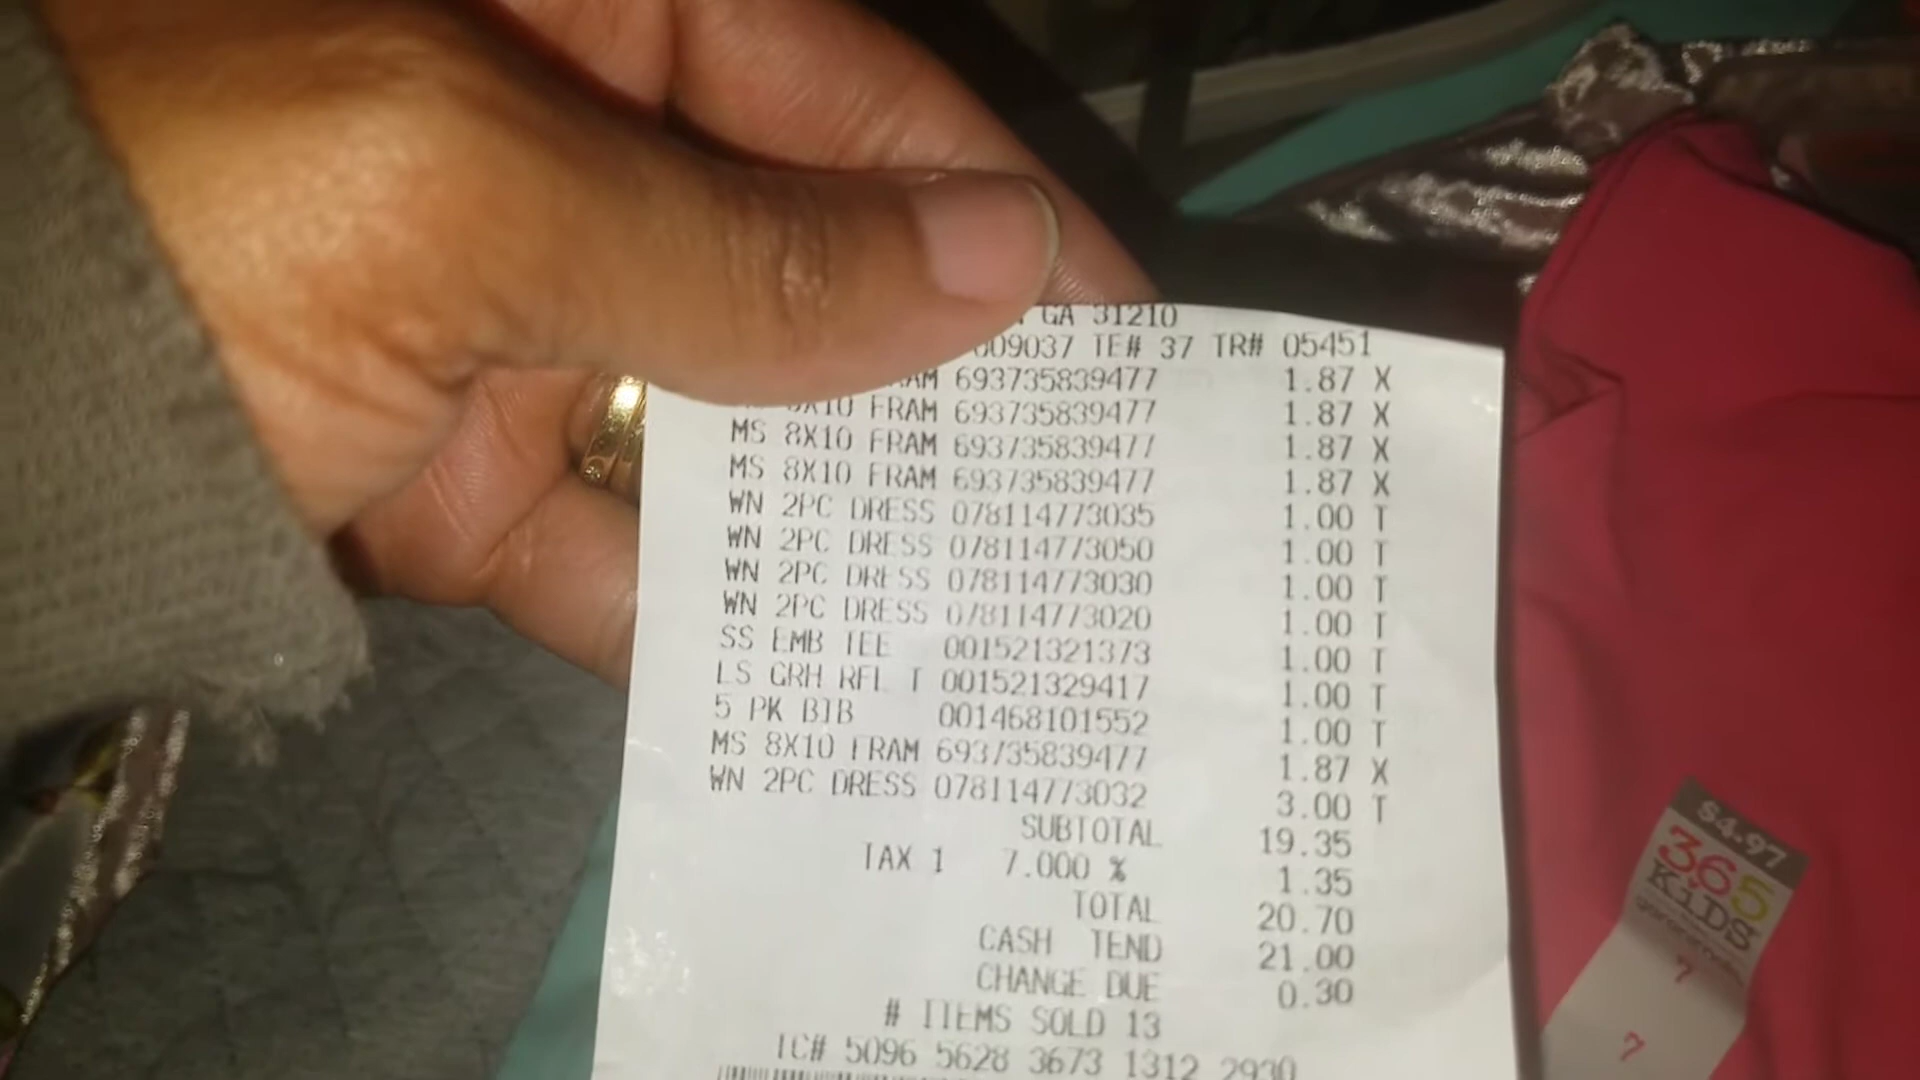 GA 31210
009037 TE# 37 TR# 05451
FRAM 693735839477 1.87 X
8X10 FRAM 693735839477 1.87 X
MS 8X10 FRAM 693735839477 1.87 X
MS 8X10 FRAM 693735839477 1.87 X
WN 2PC DRESS 078114773035 1.00 T
WN 2PC DRESS 078114773050 1.00 T
WN 2PC DRESS 078114773030 1.00 T
WN 2PC DRESS 078114773020 1.00 T
SS EMB TEE 001521321373 1.00 T
LS GRH RFL T 001521329417 1.00 T
5 PK BIB 001468101552 1.00 T
MS 8X10 FRAM 693735839477 1.87 X
WN 2PC DRESS 078114773032 3.00 T
SUBTOTAL 19.35
TAX 1 7.000 % 1.35
TOTAL 20.70
CASH TEND 21.00
CHANGE DUE 0.30
# ITEMS SOLD 13
TC# 5096 5628 3673 1312 2930
$4.97
365
KiDS
7
7